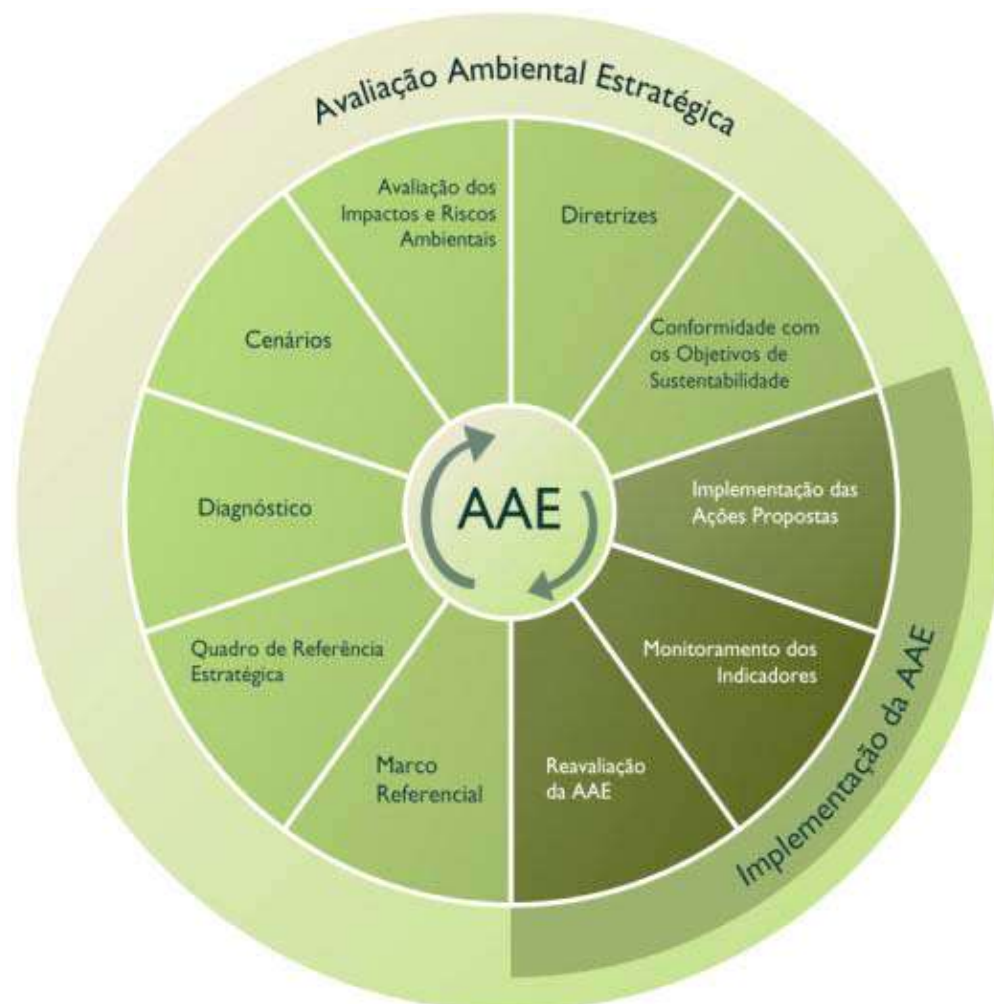 Avaliação Ambiental Estratégica
Avaliação dos
Impactos e Riscos
Ambientais
Diretrizes
Cenários
Conformidade com
os Objetivos de
Sustentabilidade
Diagnóstico
AAE
Implementação das
Ações Propostas
Quadro de Referência
Estratégica
Monitoramento dos
Indicadores
Marco
Referencial
Reavaliação
da AAE
Implementação da AAE